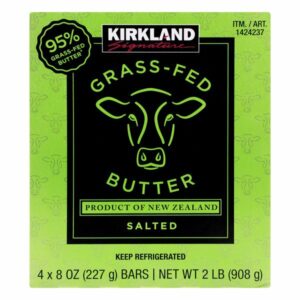 KIRKLAND
Signature
ITM. / ART.
1424237
95%
GRASS-FED
BUTTER
GRASS-FED
BUTTER
PRODUCT OF NEW ZEALAND
SALTED
KEEP REFRIGERATED
4 x 8 OZ (227 g) BARS | NET WT 2 LB (908 g)